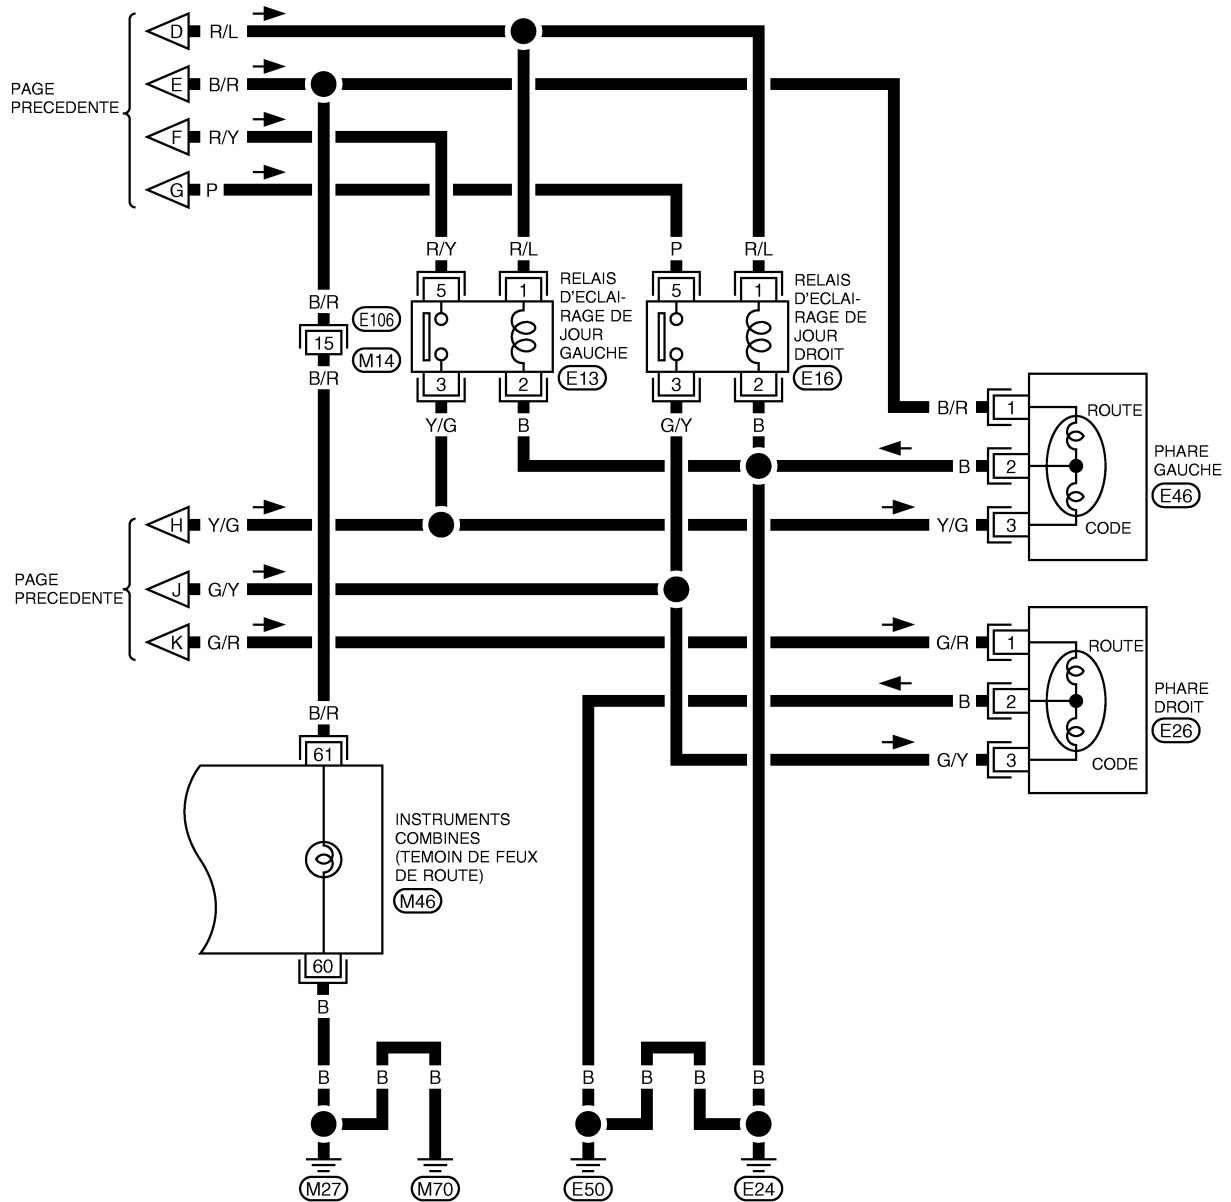 D R/L
E B/R
F R/Y
G P
PAGE
PRECEDENTE
R/Y R/L P R/L
5 1
RELAIS
D'ECLAI-
RAGE DE
JOUR
GAUCHE
E13
3 2
5 1
RELAIS
D'ECLAI-
RAGE DE
JOUR
DROIT
E16
3 2
B/R
15
B/R
E106
M14
Y/G B G/Y B
B/R 1 ROUTE
B 2
Y/G 3 CODE
PHARE
GAUCHE
E46
PAGE
PRECEDENTE
H Y/G
J G/Y
K G/R
G/R 1 ROUTE
B 2
G/Y 3 CODE
PHARE
DROIT
E26
B/R
61
INSTRUMENTS
COMBINES
(TEMOIN DE FEUX
DE ROUTE)
M46
60
B
B B B B B B B
M27 M70 E50 E24